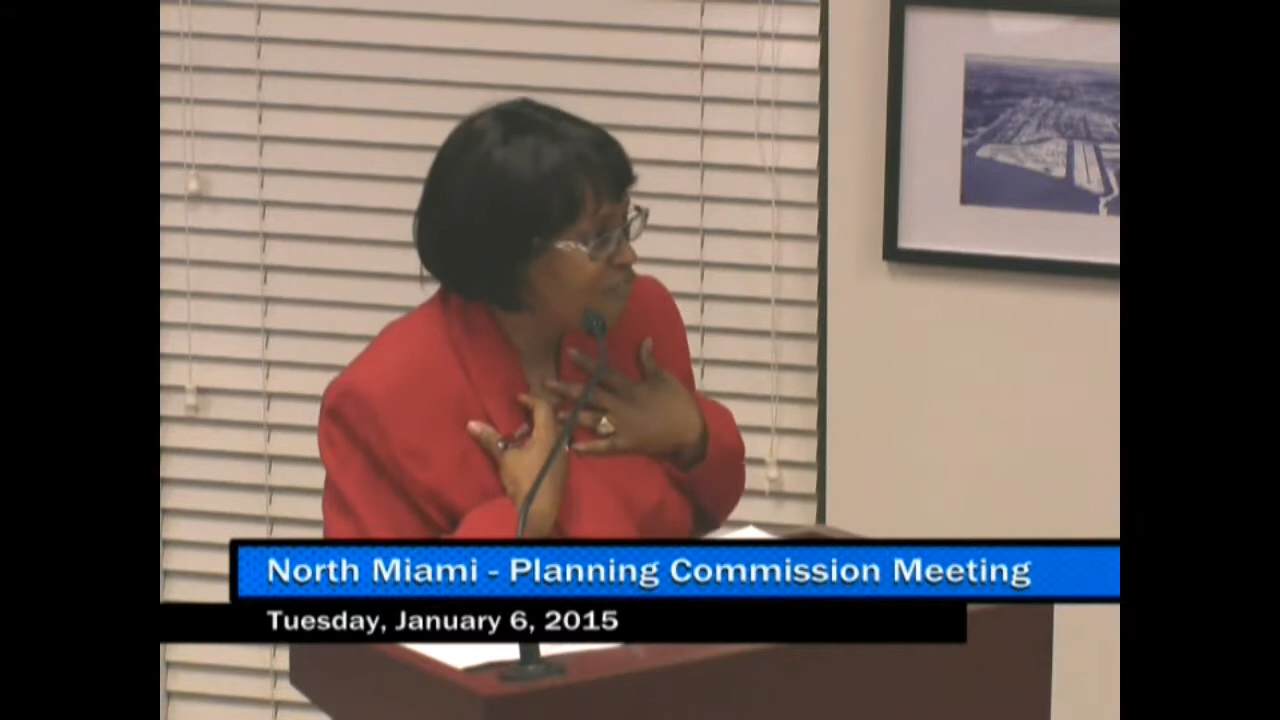 North Miami - Planning Commission Meeting
Tuesday, January 6, 2015